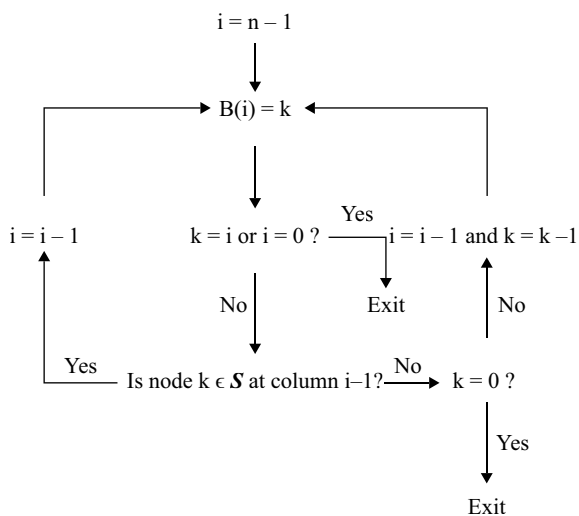 i = n – 1
B(i) = k
Yes
i = i – 1
k = i or i = 0 ?
i = i – 1 and k = k –1
No
Exit
No
Yes
Is node k ϵ S at column i–1?
No
k = 0 ?
Yes
Exit